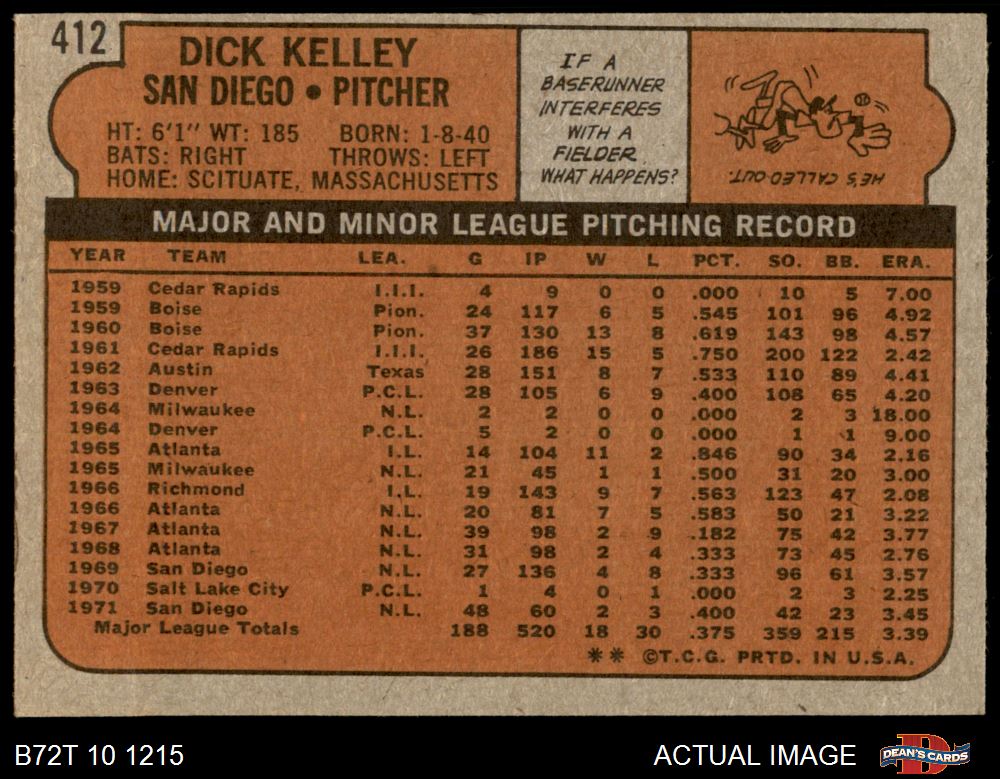 412
DICK KELLEY
SAN DIEGO • PITCHER
HT: 6'1" WT: 185 BORN: 1-8-40
BATS: RIGHT THROWS: LEFT
HOME: SCITUATE, MASSACHUSETTS
IF A
BASERUNNER
INTERFERES
WITH A
FIELDER
WHAT HAPPENS?
HE'S CALLED OUT.
MAJOR AND MINOR LEAGUE PITCHING RECORD
YEAR TEAM LEA. G IP W L PCT. SO. BB. ERA.
1959 Cedar Rapids I.I.I. 4 9 0 0 .000 10 5 7.00
1959 Boise Pion. 24 117 6 5 .545 101 96 4.92
1960 Boise Pion. 37 130 13 8 .619 143 98 4.57
1961 Cedar Rapids I.I.I. 26 186 15 5 .750 200 122 2.42
1962 Austin Texas 28 151 8 7 .533 110 89 4.41
1963 Denver P.C.L. 28 105 6 9 .400 108 65 4.20
1964 Milwaukee N.L. 2 2 0 0 .000 2 3 18.00
1964 Denver P.C.L. 5 2 0 0 .000 1 1 9.00
1965 Atlanta I.L. 14 104 11 2 .846 90 34 2.16
1965 Milwaukee N.L. 21 45 1 1 .500 31 20 3.00
1966 Richmond I.L. 19 143 9 7 .563 123 47 2.08
1966 Atlanta N.L. 20 81 7 5 .583 50 21 3.22
1967 Atlanta N.L. 39 98 2 9 .182 75 42 3.77
1968 Atlanta N.L. 31 98 2 4 .333 73 45 2.76
1969 San Diego N.L. 27 136 4 8 .333 96 61 3.57
1970 Salt Lake City P.C.L. 1 4 0 1 .000 2 3 2.25
1971 San Diego N.L. 48 60 2 3 .400 42 23 3.45
Major League Totals 188 520 18 30 .375 359 215 3.39
** ©T.C.G. PRTD. IN U.S.A.
B72T 10 1215
ACTUAL IMAGE
DEAN'S CARDS